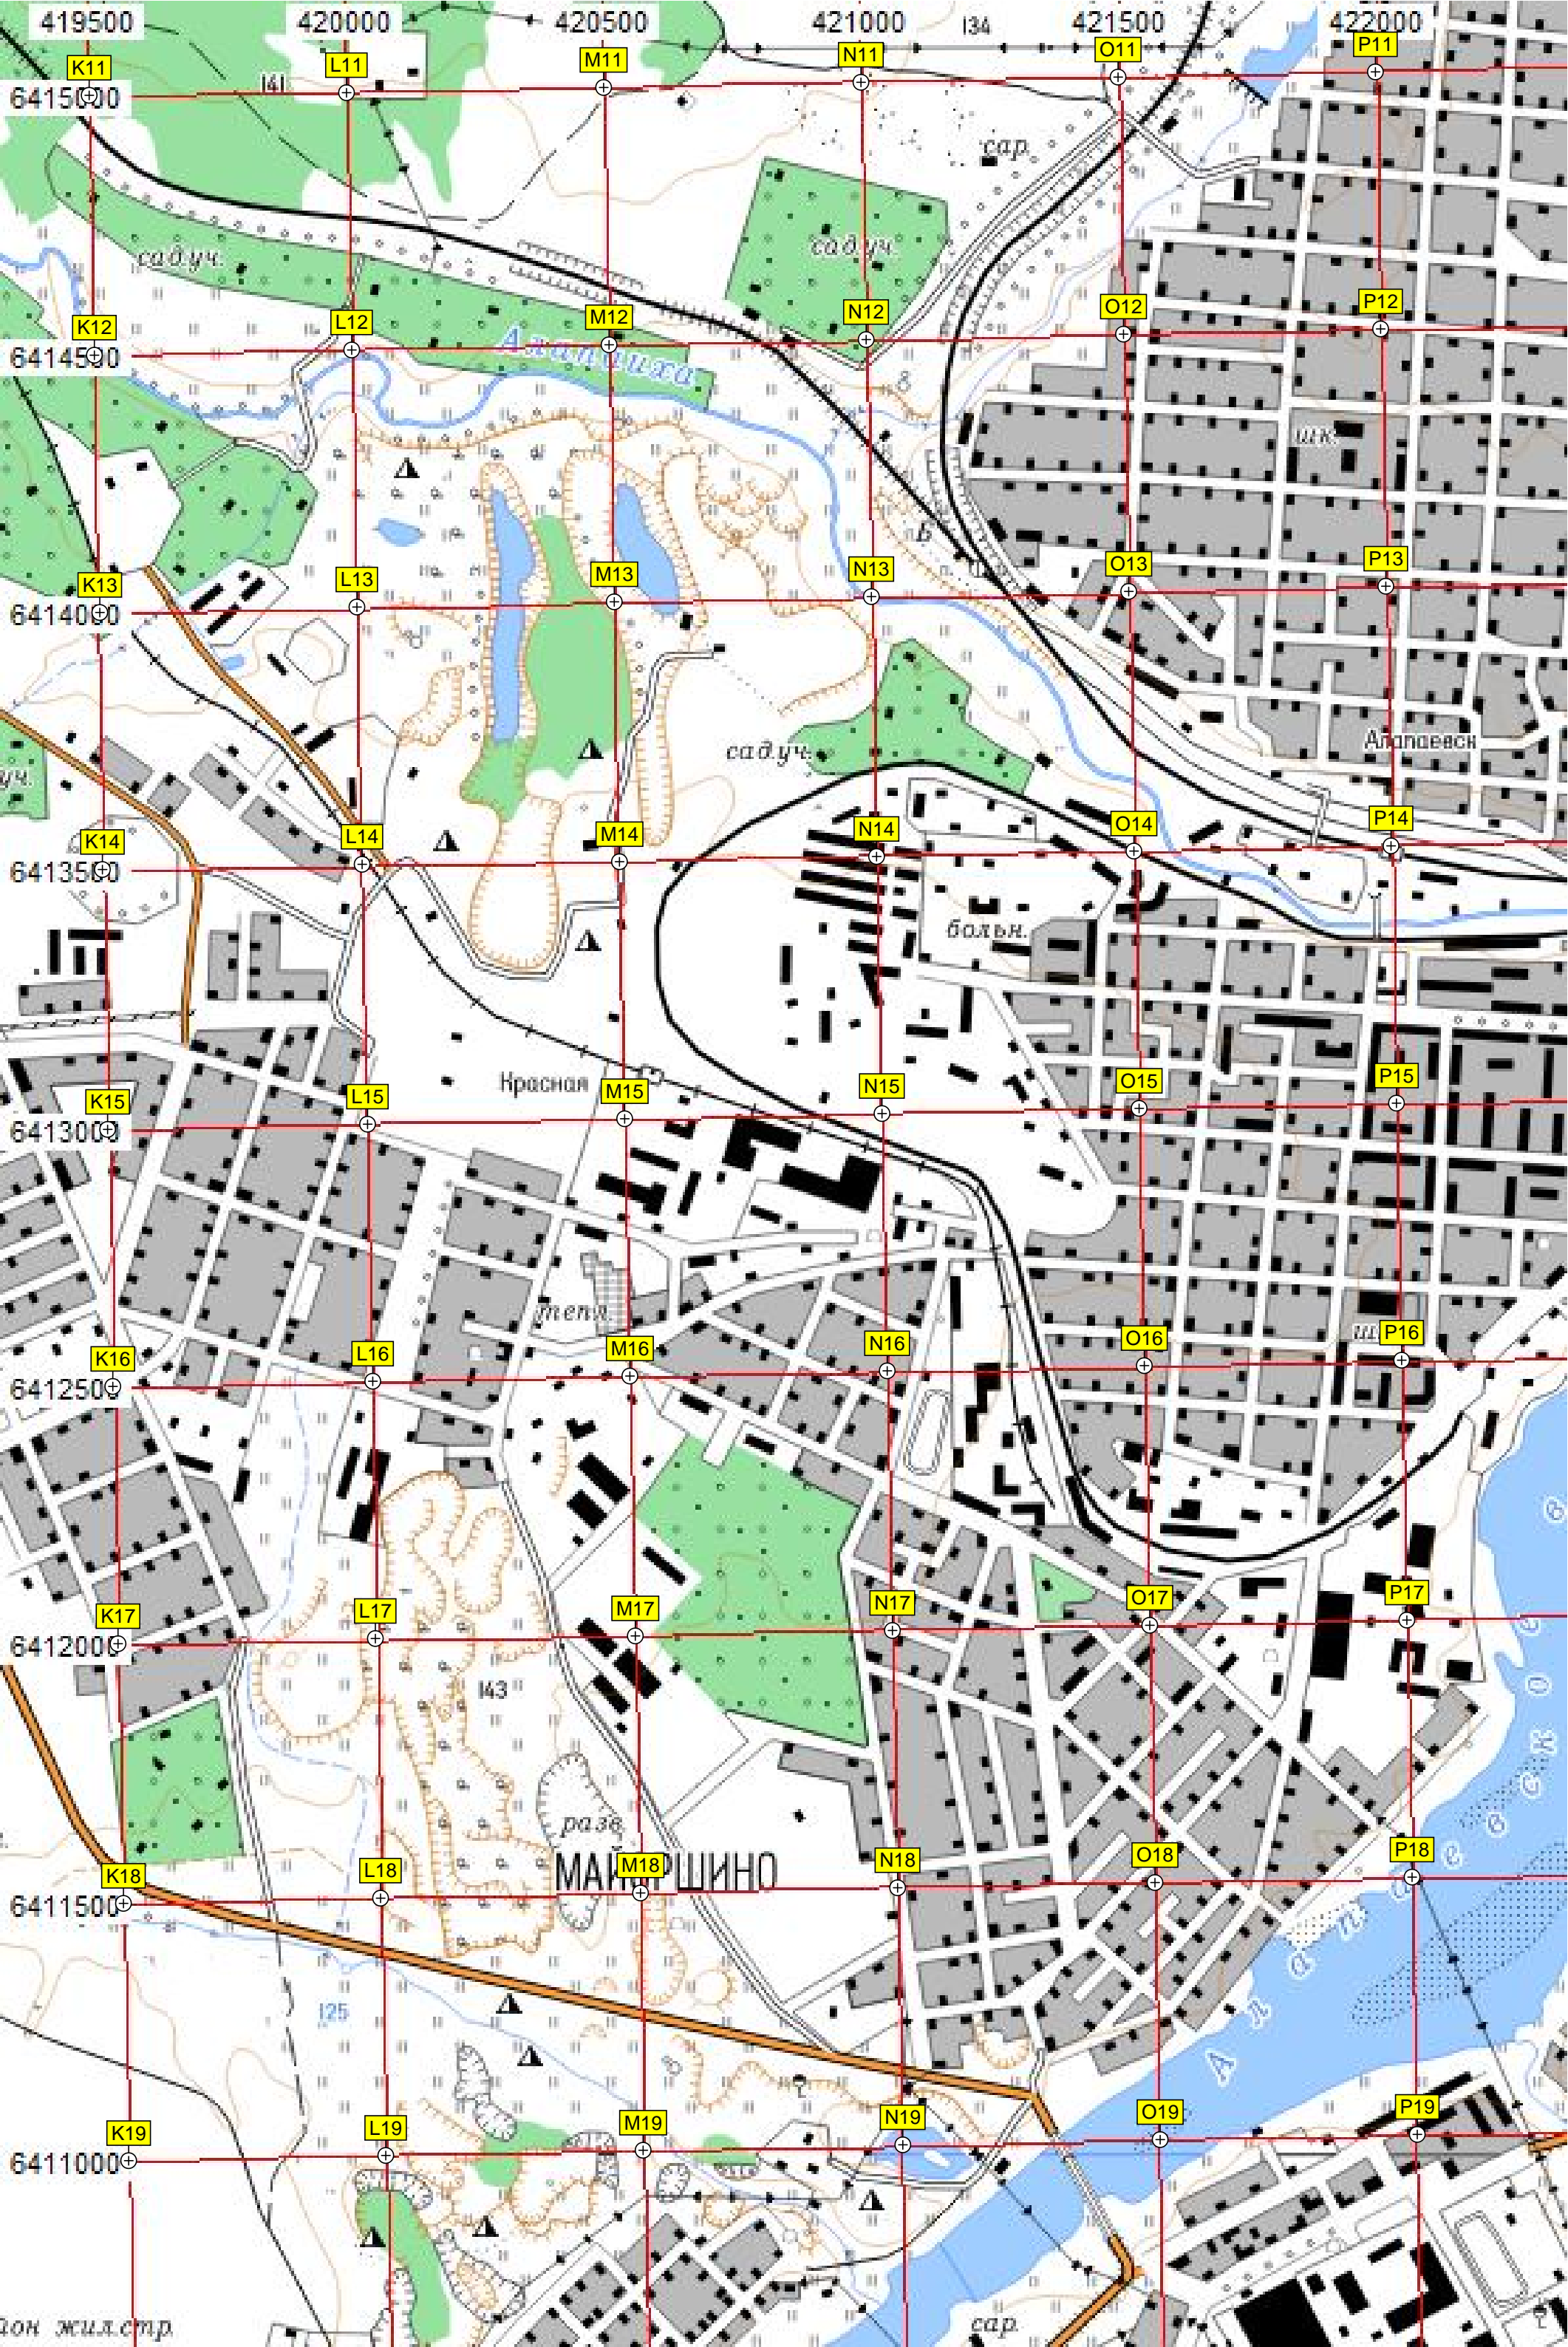 419500 420000 420500 421000 134 421500 422000
K11 L11 M11 N11 O11 P11
6415000 141
сар.
сад уч. сад уч.
K12 L12 M12 N12 O12 P12
6414500 Алапаиха
8
шк.
Б
K13 L13 M13 N13 O13 P13
6414000
сад уч. Алапаевск
уч.
K14 L14 M14 N14 O14 P14
6413500
больн.
Красная
K15 L15 M15 N15 O15 P15
6413000
тепл.
K16 L16 M16 N16 O16 P16
6412500
K17 L17 M17 N17 O17 P17
6412000
143
разв.
K18 L18 M18 N18 O18 P18
6411500
125
K19 L19 M19 N19 O19 P19
6411000
жил.стр. сар.